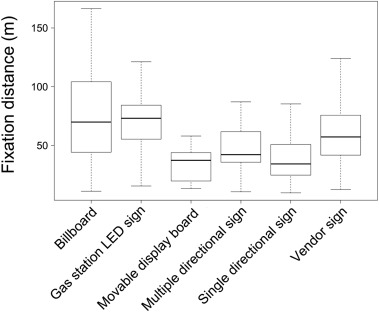 Fixation distance (m)
150
100
50
Billboard
Gas station LED sign
Movable display board
Multiple directional sign
Single directional sign
Vendor sign